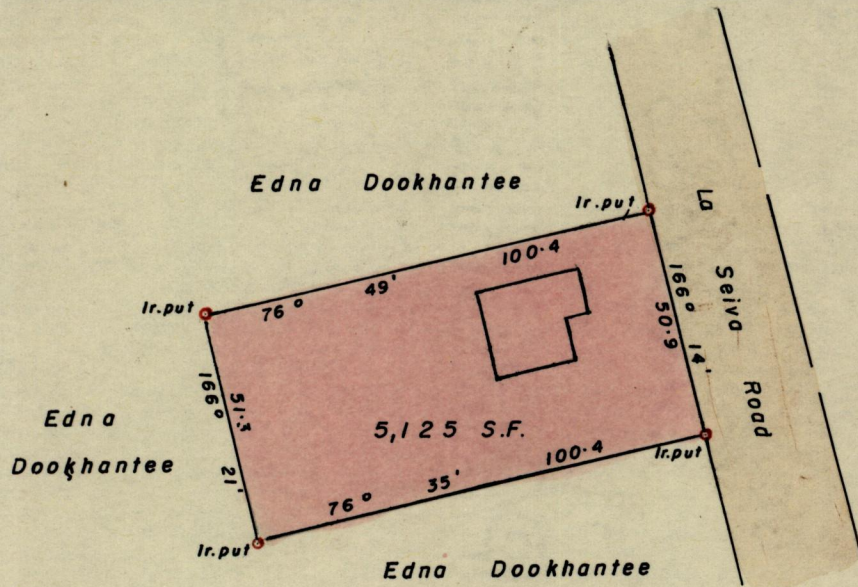 Edna Dookhantee
Ir.put
La Seiva Road
100.4
76° 49'
Ir.put
166° 14'
50.9
Edna
Dookhantee
51.3
166° 21'
5,125 S.F.
100.4
76° 35'
Ir.put
Ir.put
Edna Dookhantee